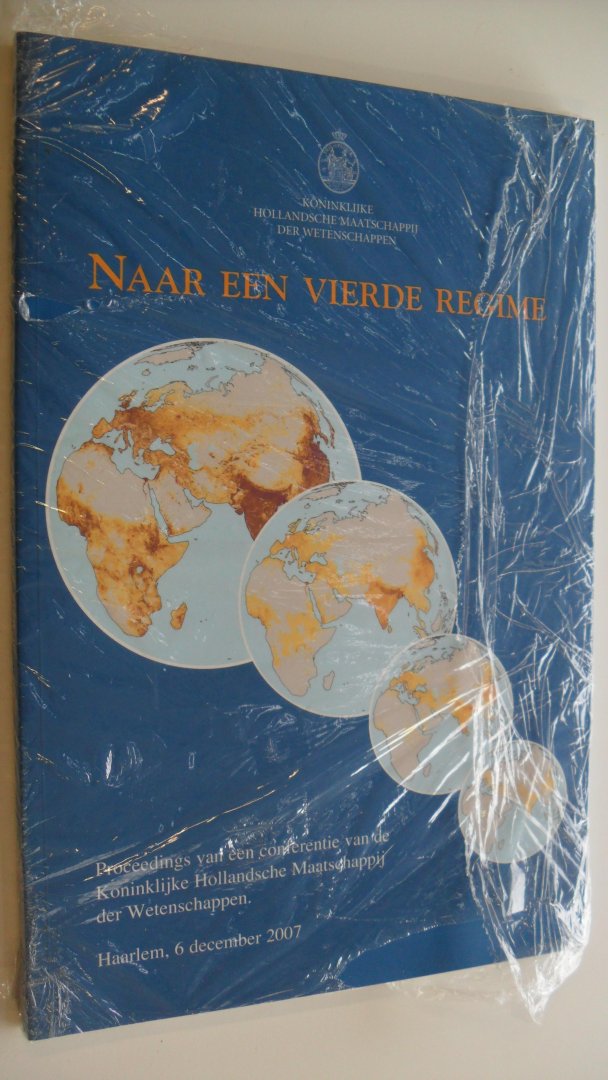 KONINKLIJKE
HOLLANDSCHE MAATSCHAPPIJ
DER WETENSCHAPPEN
NAAR EEN VIERDE REGIME
Proceedings van een conferentie van de
Koninklijke Hollandsche Maatschappij
der Wetenschappen.
Haarlem, 6 december 2007